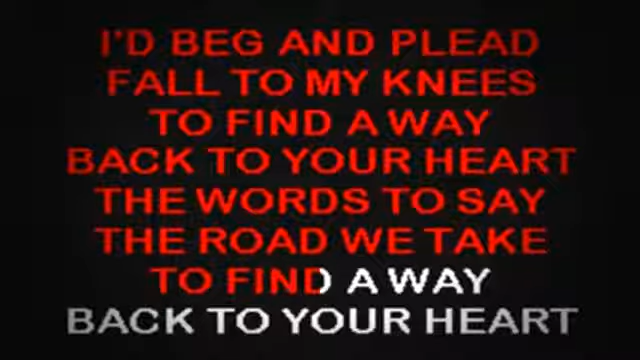 I'D BEG AND PLEAD
FALL TO MY KNEES
TO FIND A WAY
BACK TO YOUR HEART
THE WORDS TO SAY
THE ROAD WE TAKE
TO FIND A WAY
BACK TO YOUR HEART